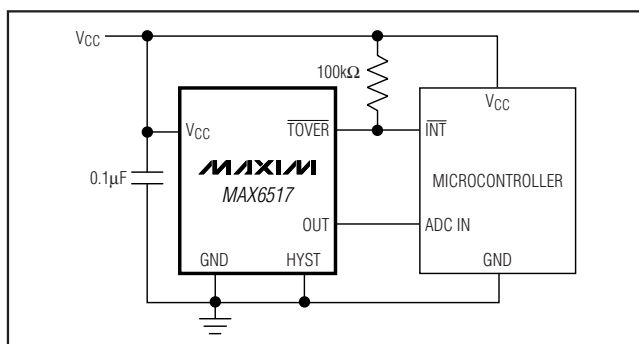 VCC
100kΩ
VCC
VCC
TOVER
INT
MAXIM
MAX6517
MICROCONTROLLER
0.1μF
OUT
ADC IN
GND
HYST
GND